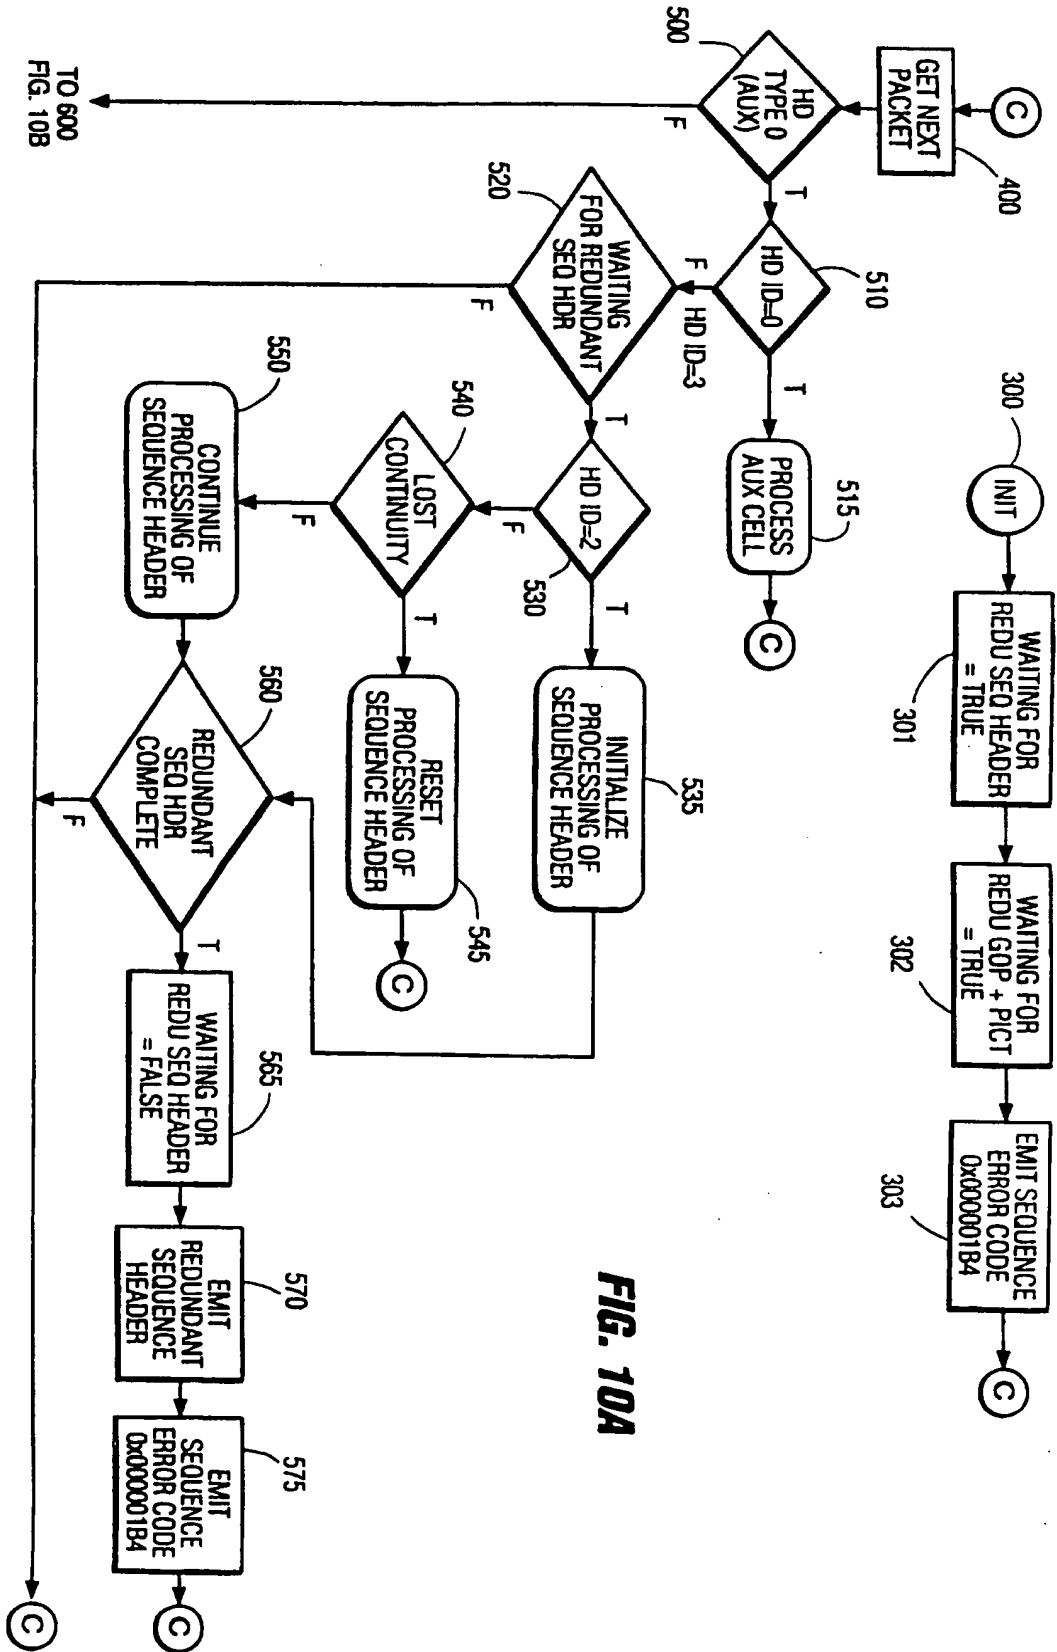 300
INIT
WAITING FOR
REDU SEQ HEADER
= TRUE
301
WAITING FOR
REDU GOP + PICT
= TRUE
302
EMIT SEQUENCE
ERROR CODE
0x000001B4
303
C
C
GET NEXT
PACKET
400
HD
TYPE 0
(AUX)
500
F
TO 600
FIG. 10B
T
HD ID=0
510
T
PROCESS
AUX CELL
515
C
F
HD ID=3
WAITING
FOR REDUNDANT
SEQ HDR
520
F
T
HD ID=2
530
T
INITIALIZE
PROCESSING OF
SEQUENCE HEADER
535
F
LOST
CONTINUITY
540
T
RESET
PROCESSING OF
SEQUENCE HEADER
545
C
F
CONTINUE
PROCESSING OF
SEQUENCE HEADER
550
REDUNDANT
SEQ HDR
COMPLETE
560
F
T
WAITING FOR
REDU SEQ HEADER
= FALSE
565
EMIT
REDUNDANT
SEQUENCE
HEADER
570
EMIT
SEQUENCE
ERROR CODE
0x000001B4
575
C
C
FIG. 10A